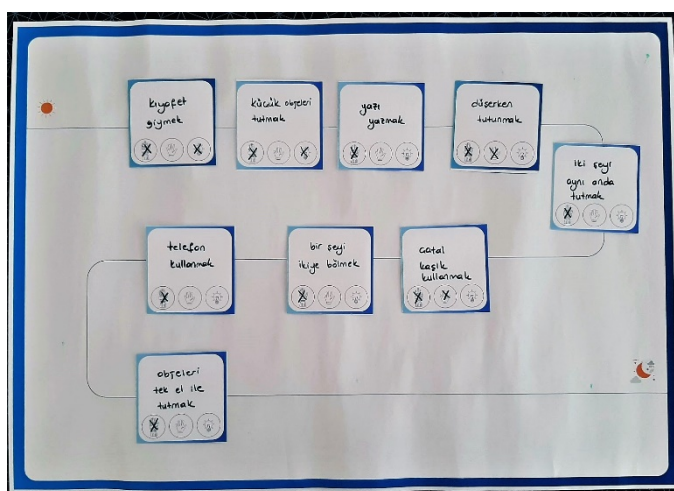 kıyafet
giymek
küçük objeleri
tutmak
yazı
yazmak
düşerken
tutunmak
iki şeyi
aynı anda
tutmak
telefon
kullanmak
bir şeyi
ikiye bölmek
çatal
kaşık
kullanmak
objeleri
tek el ile
tutmak